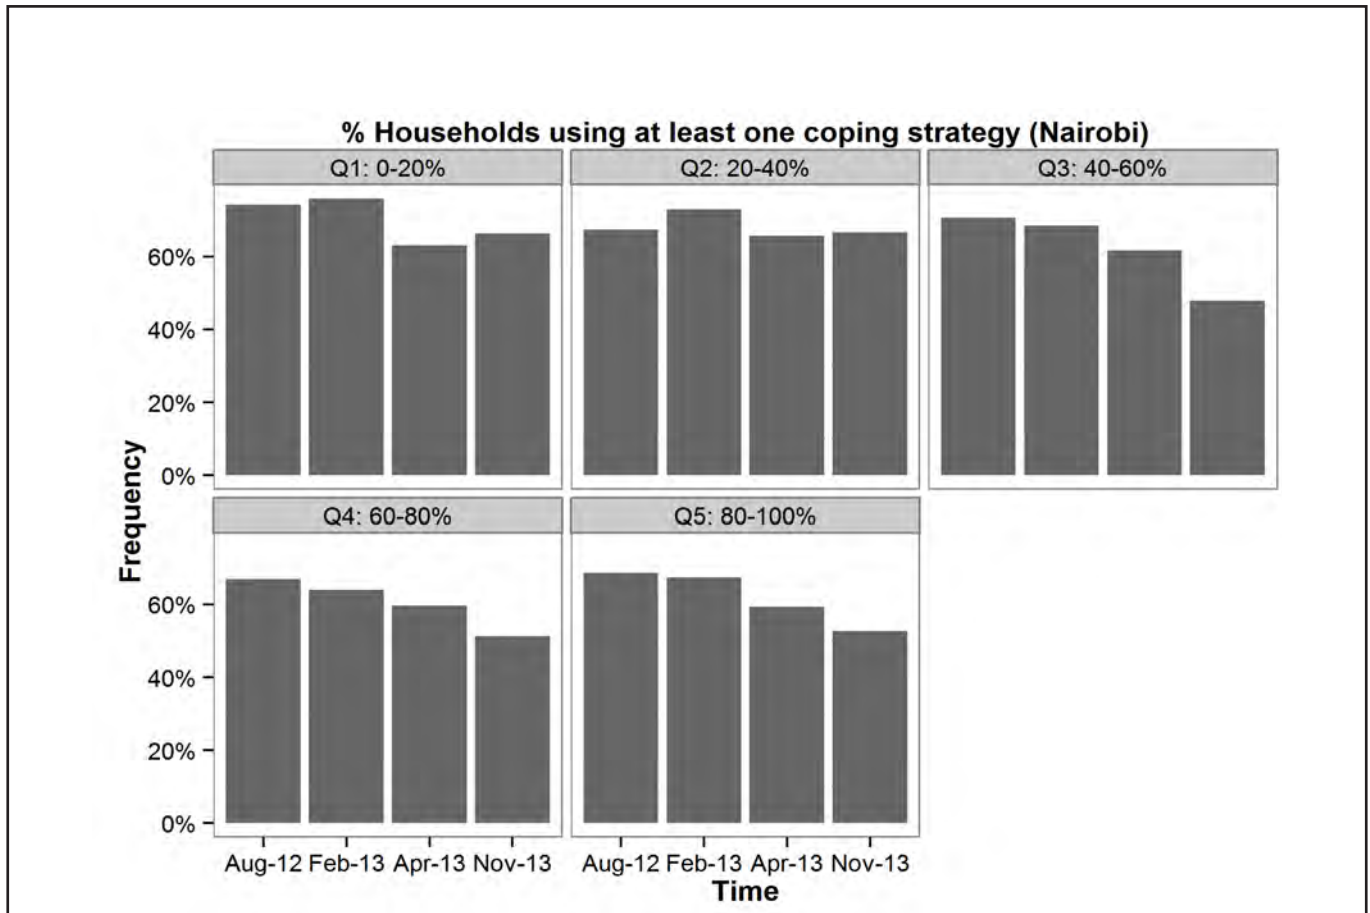 % Households using at least one coping strategy (Nairobi)
Q1: 0-20%
Q2: 20-40%
Q3: 40-60%
60%
40%
20%
0%
Q4: 60-80%
Q5: 80-100%
Frequency
60%
40%
20%
0%
Aug-12 Feb-13 Apr-13 Nov-13
Aug-12 Feb-13 Apr-13 Nov-13
Time